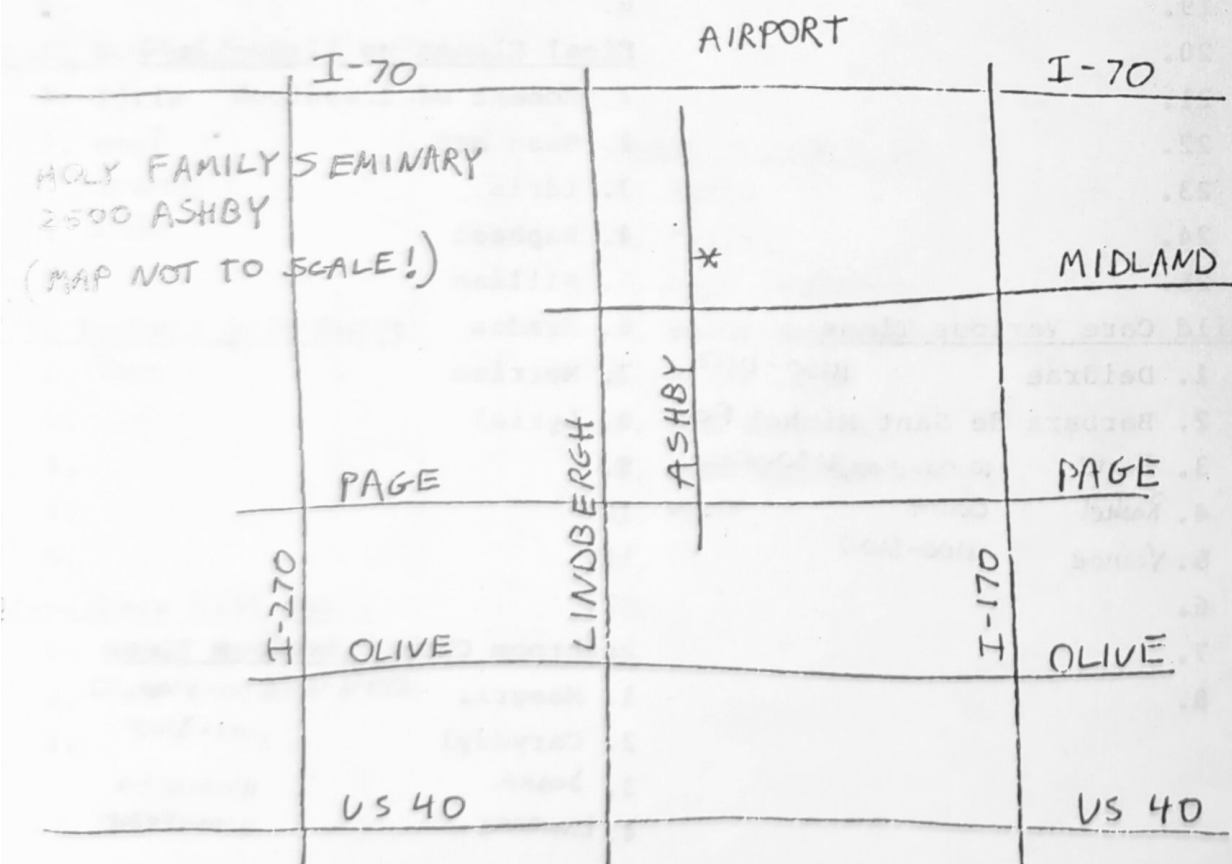 AIRPORT
I-70
I-70
HOLY FAMILY SEMINARY
2500 ASHBY
(MAP NOT TO SCALE!)
*
MIDLAND
ASHBY
LINDBERGH
PAGE
PAGE
I-270
I-170
OLIVE
OLIVE
US 40
US 40